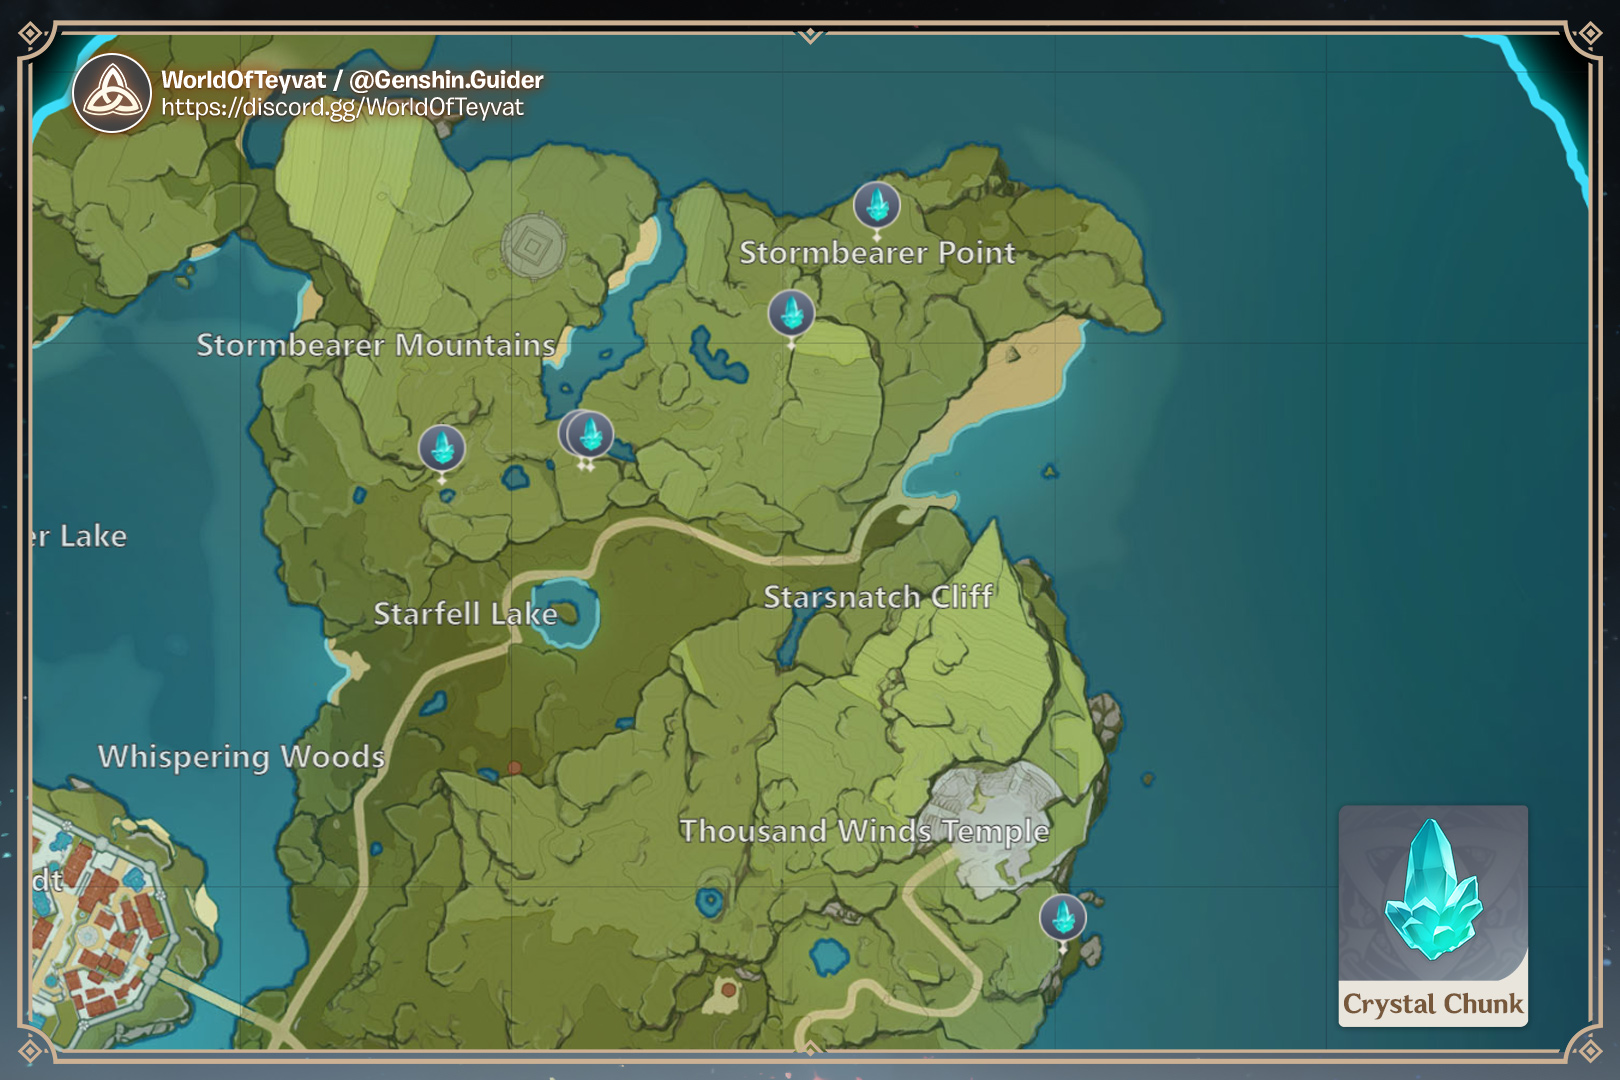 WorldOfTeyvat / @Genshin.Guider
https://discord.gg/WorldOfTeyvat
Stormbearer Point
Stormbearer Mountains
er Lake
Starsnatch Cliff
Starfell Lake
Whispering Woods
Thousand Winds Temple
dt
Crystal Chunk